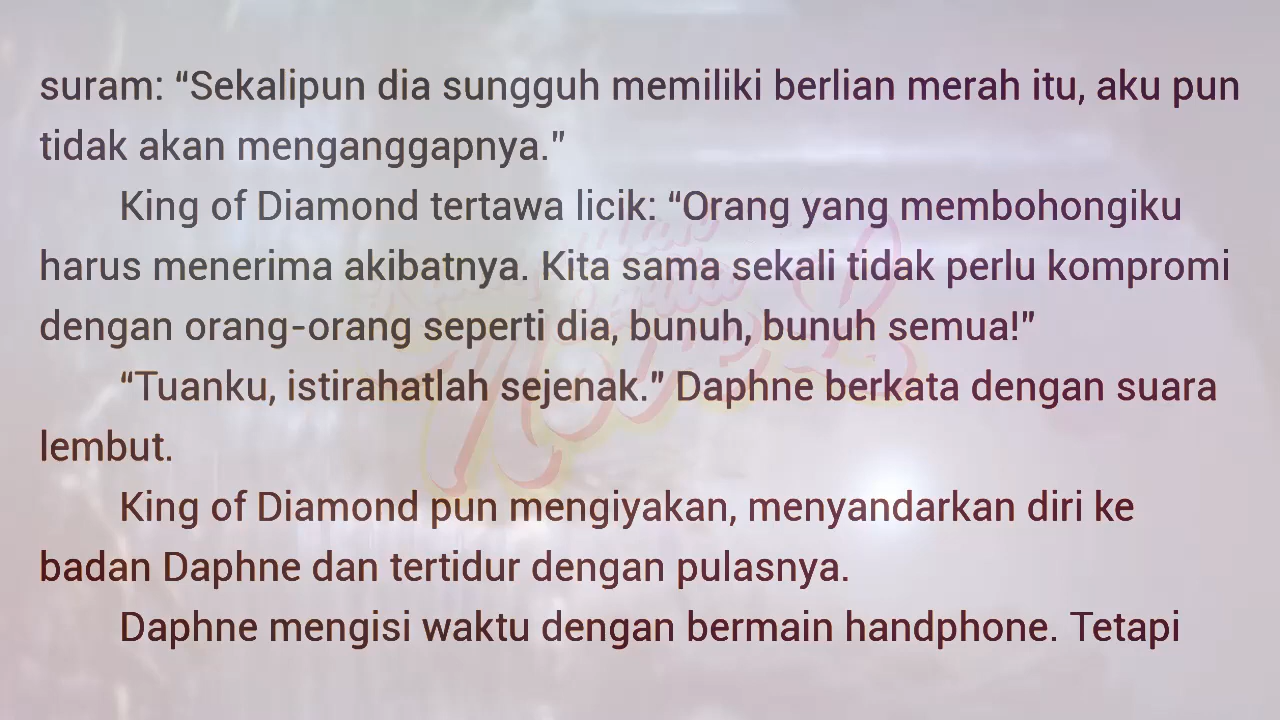 suram: “Sekalipun dia sungguh memiliki berlian merah itu, aku pun
tidak akan menganggapnya.”
King of Diamond tertawa licik: “Orang yang membohongiku
harus menerima akibatnya. Kita sama sekali tidak perlu kompromi
dengan orang-orang seperti dia, bunuh, bunuh semua!”
“Tuanku, istirahatlah sejenak.” Daphne berkata dengan suara
lembut.
King of Diamond pun mengiyakan, menyandarkan diri ke
badan Daphne dan tertidur dengan pulasnya.
Daphne mengisi waktu dengan bermain handphone. Tetapi